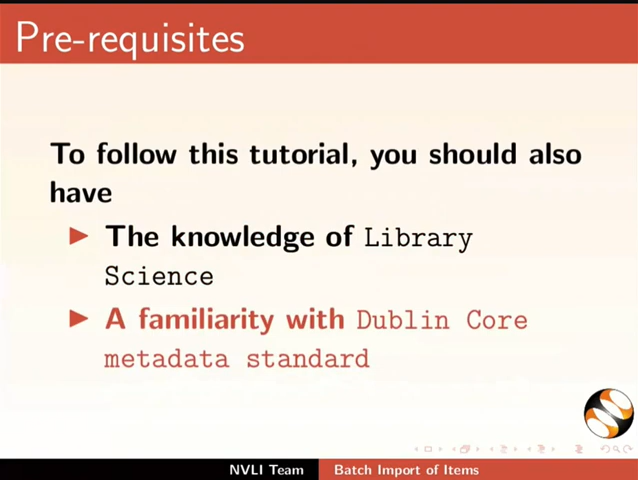 Pre-requisites
To follow this tutorial, you should also
have
The knowledge of Library
Science
A familiarity with Dublin Core
metadata standard
NVLI Team
Batch Import of Items